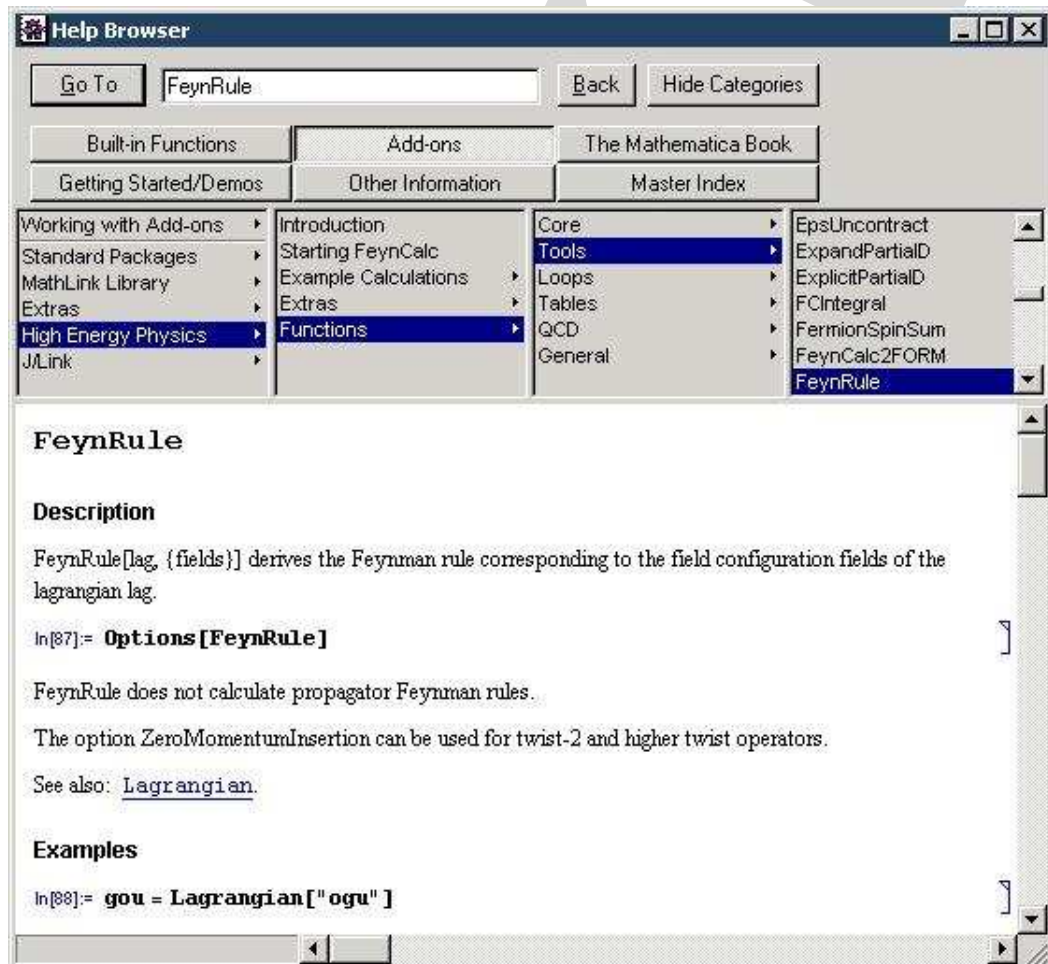 Help Browser
Go To FeynRule Back Hide Categories
Built-in Functions Add-ons The Mathematica Book
Getting Started/Demos Other Information Master Index
Working with Add-ons
Standard Packages
MathLink Library
Extras
High Energy Physics
J/Link
Introduction
Starting FeynCalc
Example Calculations
Extras
Functions
Core
Tools
Loops
Tables
QCD
General
EpsUncontract
ExpandPartialD
ExplicitPartialD
FCIntegral
FermionSpinSum
FeynCalc2FORM
FeynRule
FeynRule
Description
FeynRule[lag, {fields}] derives the Feynman rule corresponding to the field configuration fields of the
lagrangian lag.
In[87]:= Options[FeynRule]
FeynRule does not calculate propagator Feynman rules.
The option ZeroMomentumInsertion can be used for twist-2 and higher twist operators.
See also: Lagrangian.
Examples
In[88]:= gou = Lagrangian["ogu"]